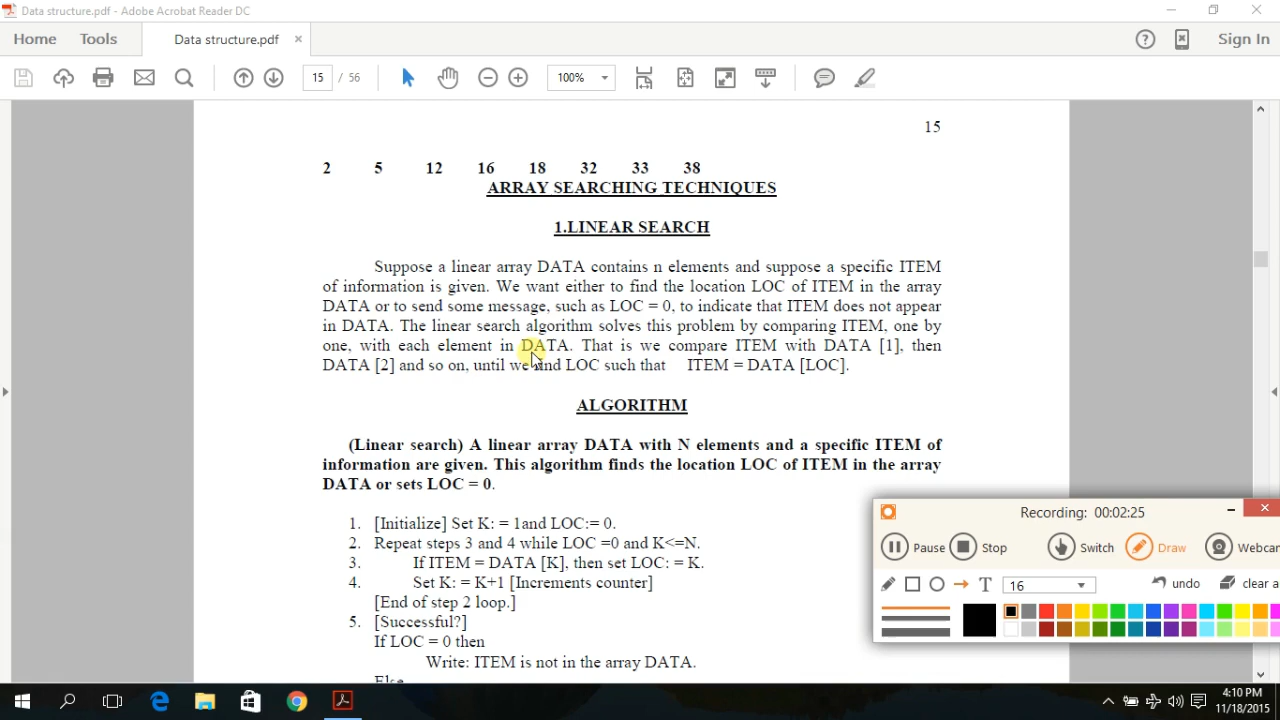 Data structure.pdf - Adobe Acrobat Reader DC
Home Tools Data structure.pdf × Sign In
15 / 56 100%
15
2 5 12 16 18 32 33 38
ARRAY SEARCHING TECHNIQUES
1.LINEAR SEARCH
Suppose a linear array DATA contains n elements and suppose a specific ITEM
of information is given. We want either to find the location LOC of ITEM in the array
DATA or to send some message, such as LOC = 0, to indicate that ITEM does not appear
in DATA. The linear search algorithm solves this problem by comparing ITEM, one by
one, with each element in DATA. That is we compare ITEM with DATA [1], then
DATA [2] and so on, until we find LOC such that ITEM = DATA [LOC].
ALGORITHM
(Linear search) A linear array DATA with N elements and a specific ITEM of
information are given. This algorithm finds the location LOC of ITEM in the array
DATA or sets LOC = 0.
1. [Initialize] Set K: = 1and LOC:= 0.
2. Repeat steps 3 and 4 while LOC =0 and K<=N.
3. If ITEM = DATA [K], then set LOC: = K.
4. Set K: = K+1 [Increments counter]
[End of step 2 loop.]
5. [Successful?]
If LOC = 0 then
Write: ITEM is not in the array DATA.
Else
Recording: 00:02:25
Pause Stop Switch Draw Webcam
T 16 undo clear a
4:10 PM
11/18/2015